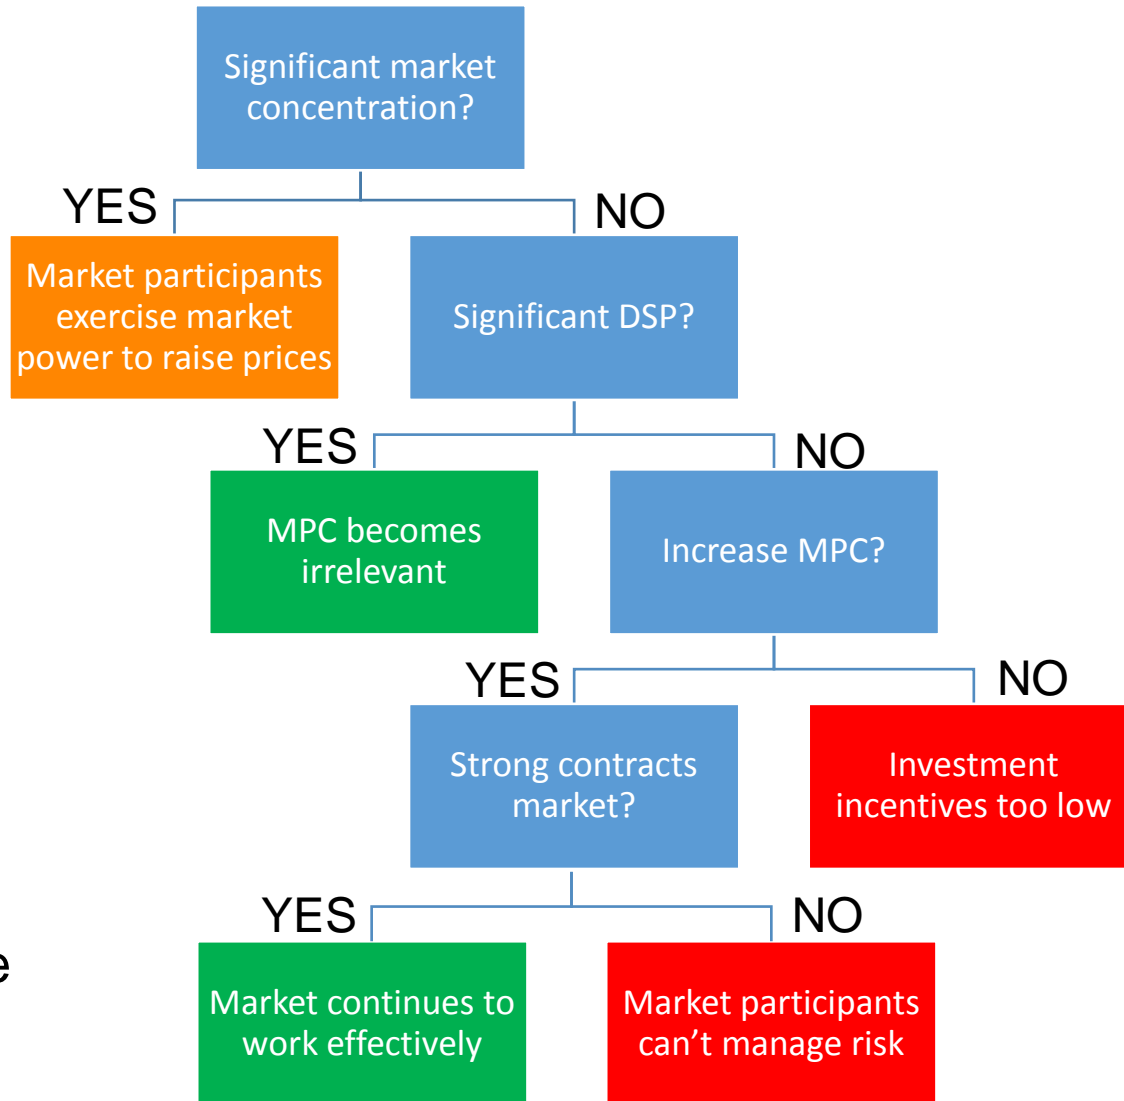 Significant market
concentration?
YES
NO
Market participants
exercise market
power to raise prices
Significant DSP?
YES
NO
MPC becomes
irrelevant
Increase MPC?
YES
NO
Strong contracts
market?
Investment
incentives too low
YES
NO
e
Market continues to
work effectively
Market participants
can’t manage risk